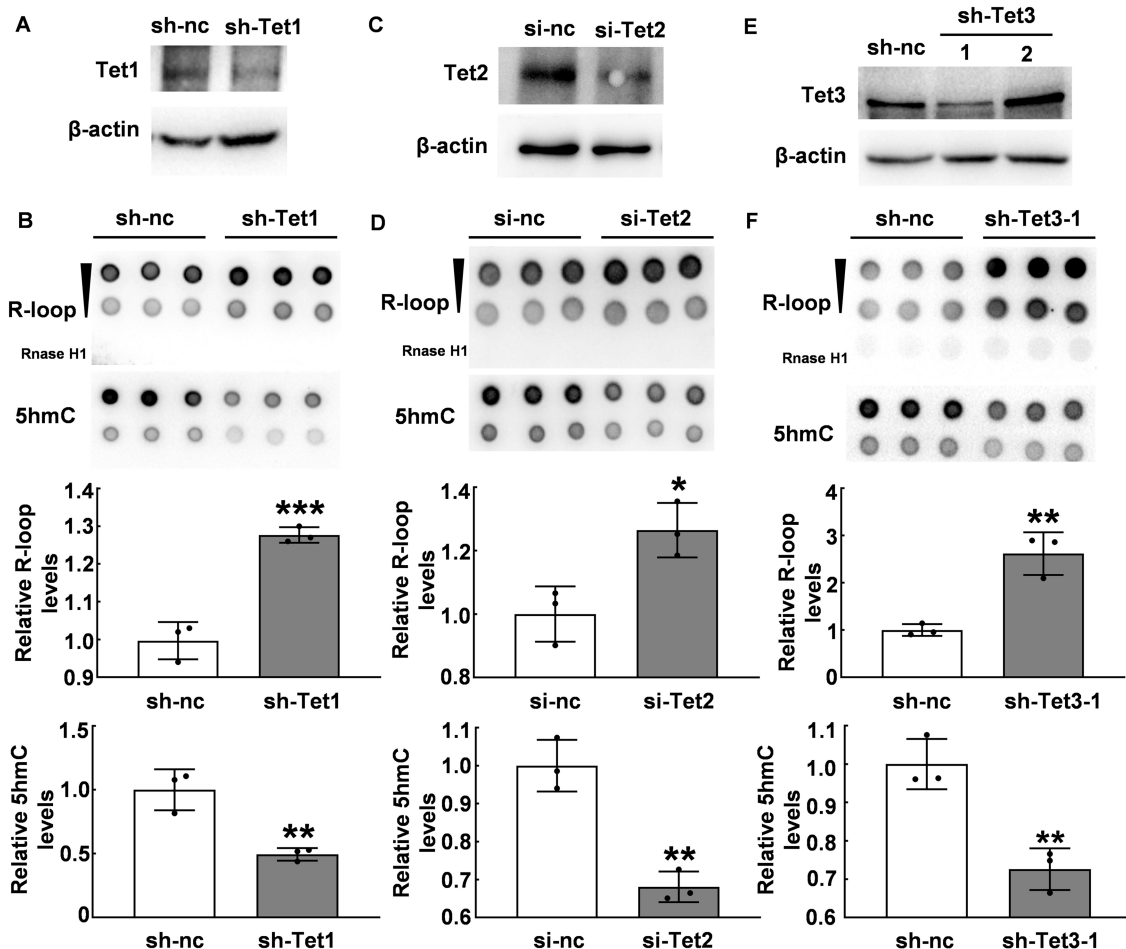 A
sh-nc sh-Tet1
Tet1
β-actin
C
si-nc si-Tet2
Tet2
β-actin
E
sh-Tet3
sh-nc 1 2
Tet3
β-actin
B
sh-nc sh-Tet1
R-loop
Rnase H1
5hmC
Relative R-loop
levels
1.4
1.3
***
1.0
0.9
sh-nc sh-Tet1
Relative 5hmC
levels
1.5
1.0
0.5
0
**
sh-nc sh-Tet1
D
si-nc si-Tet2
R-loop
Rnase H1
5hmC
Relative R-loop
levels
1.4
1.2
1.0
0.8
*
si-nc si-Tet2
Relative 5hmC
levels
1.1
1.0
0.9
0.8
0.7
0.6
**
si-nc si-Tet2
F
sh-nc sh-Tet3-1
R-loop
Rnase H1
5hmC
Relative R-loop
levels
4
3
2
1
0
**
sh-nc sh-Tet3-1
Relative 5hmC
levels
1.1
1.0
0.9
0.8
0.7
0.6
**
sh-nc sh-Tet3-1